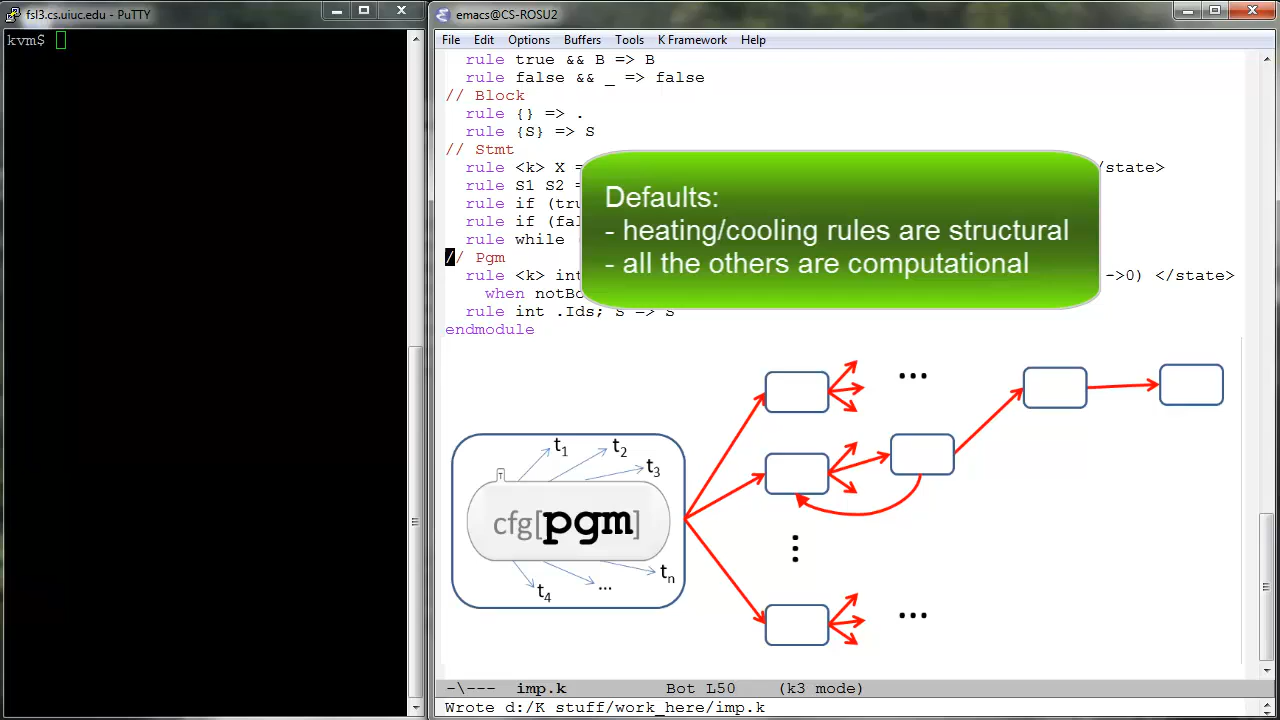 fsl3.cs.uiuc.edu - PuTTY
kvm$
emacs@CS-ROSU2
File Edit Options Buffers Tools K Framework Help
rule true && B => B
rule false && _ => false
// Block
rule {} => .
rule {S} => S
// Stmt
rule <k> X = /state>
rule S1 S2 =
rule if (tru
rule if (fal
rule while (
// Pgm
rule <k> int ->0) </state>
when notBo
rule int .Ids; S => S
endmodule
Defaults:
- heating/cooling rules are structural
- all the others are computational
t1
t2
t3
cfg[pgm]
t4
...
tn
...
...
...
-\--- imp.k Bot L50 (k3 mode)
Wrote d:/K stuff/work_here/imp.k